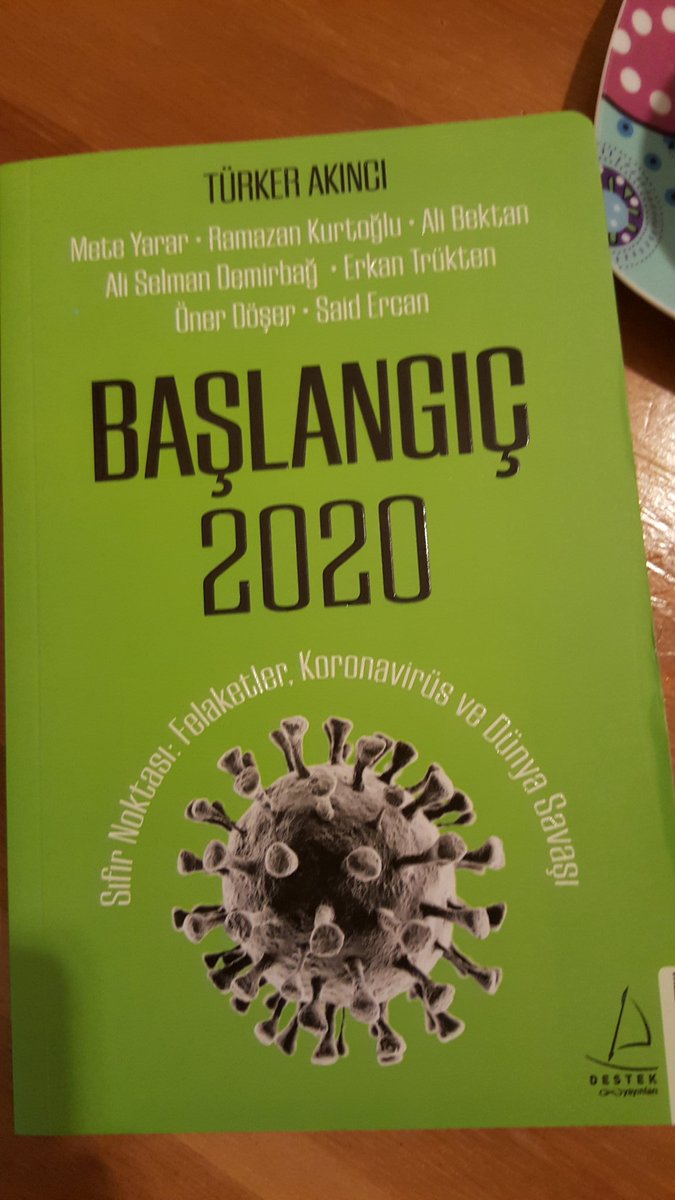 TÜRKER AKINCI
Mete Yarar • Ramazan Kurtoğlu • Ali Bektan
Ali Selman Demirbağ • Erkan Trükten
Öner Döşer • Said Ercan
BAŞLANGIÇ
2020
Sıfır Noktası: Felaketler, Koronavirüs ve Dünya Savaşı
DESTEK
yayınları